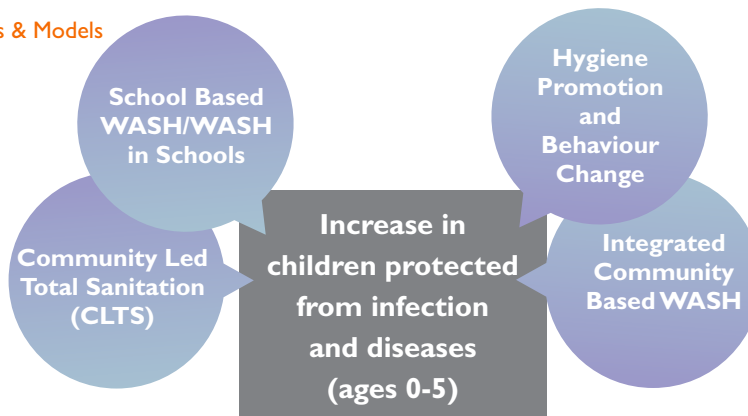 s & Models
School Based
WASH/WASH
in Schools
Hygiene
Promotion
and
Behaviour
Change
Community Led
Total Sanitation
(CLTS)
Increase in
children protected
from infection
and diseases
(ages 0-5)
Integrated
Community
Based WASH